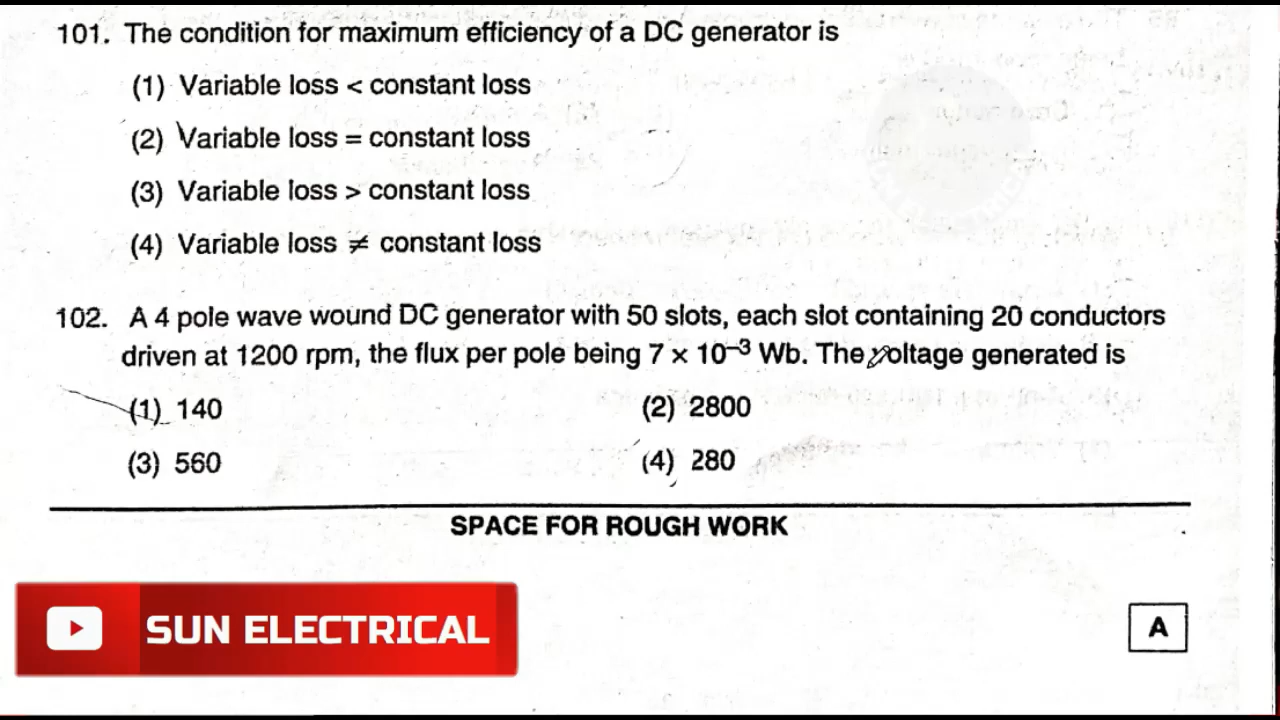 101. The condition for maximum efficiency of a DC generator is
(1) Variable loss < constant loss
(2) Variable loss = constant loss
(3) Variable loss > constant loss
(4) Variable loss ≠ constant loss
102. A 4 pole wave wound DC generator with 50 slots, each slot containing 20 conductors
driven at 1200 rpm, the flux per pole being 7 × 10⁻³ Wb. The voltage generated is
(1) 140 (2) 2800
(3) 560 (4) 280
SPACE FOR ROUGH WORK
SUN ELECTRICAL
A